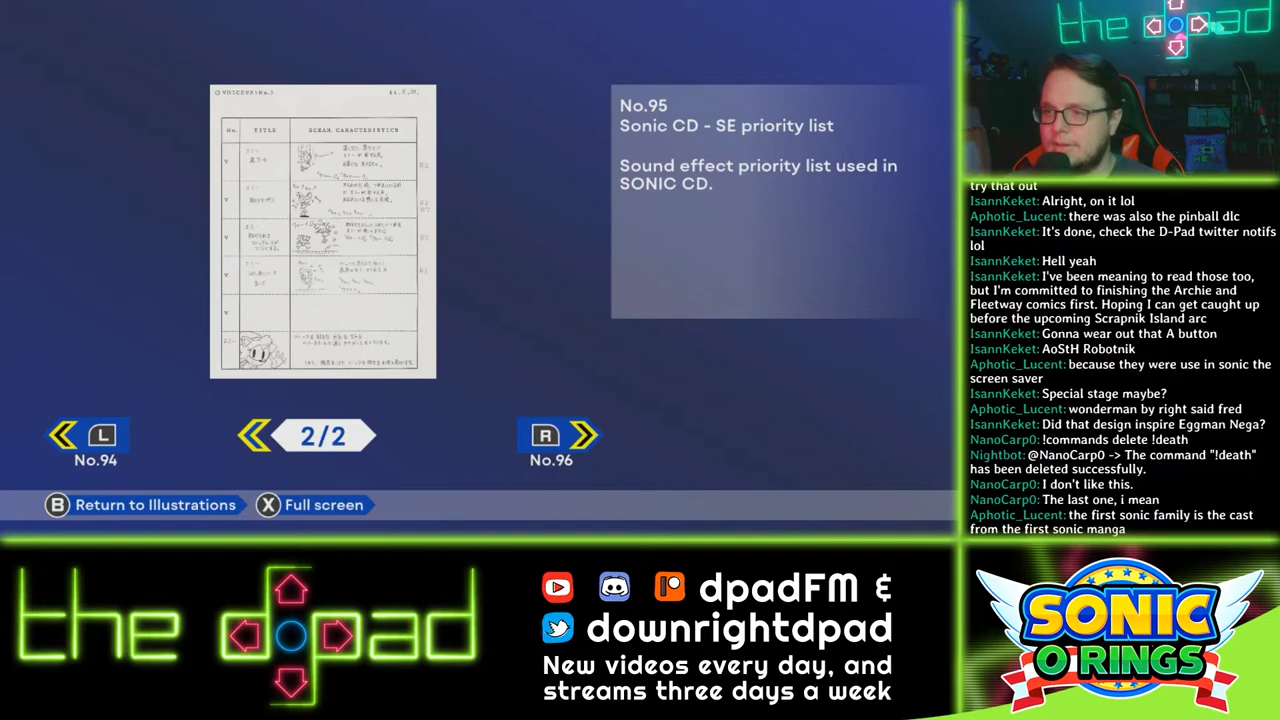 No.
TITLE
SCEAN. CARACTERISTICS
V
V
V
V
V
No.95
Sonic CD - SE priority list
Sound effect priority list used in
SONIC CD.
L
No.94
2/2
R
No.96
B Return to Illustrations
X Full screen
the dpad
try that out
IsannKeket: Alright, on it lol
Aphotic_Lucent: there was also the pinball dlc
IsannKeket: It's done, check the D-Pad twitter notifs
lol
IsannKeket: Hell yeah
IsannKeket: I've been meaning to read those too,
but I'm committed to finishing the Archie and
Fleetway comics first. Hoping I can get caught up
before the upcoming Scrapnik Island arc
IsannKeket: Gonna wear out that A button
IsannKeket: AoStH Robotnik
Aphotic_Lucent: because they were use in sonic the
screen saver
IsannKeket: Special stage maybe?
Aphotic_Lucent: wonderman by right said fred
IsannKeket: Did that design inspire Eggman Nega?
NanoCarp0: !commands delete !death
Nightbot: @NanoCarp0 -> The command "!death"
has been deleted successfully.
NanoCarp0: I don't like this.
NanoCarp0: The last one, i mean
Aphotic_Lucent: the first sonic family is the cast
from the first sonic manga
the dpad
dpadFM &
downrightdpad
New videos every day, and
streams three days a week
SONIC
O RINGS